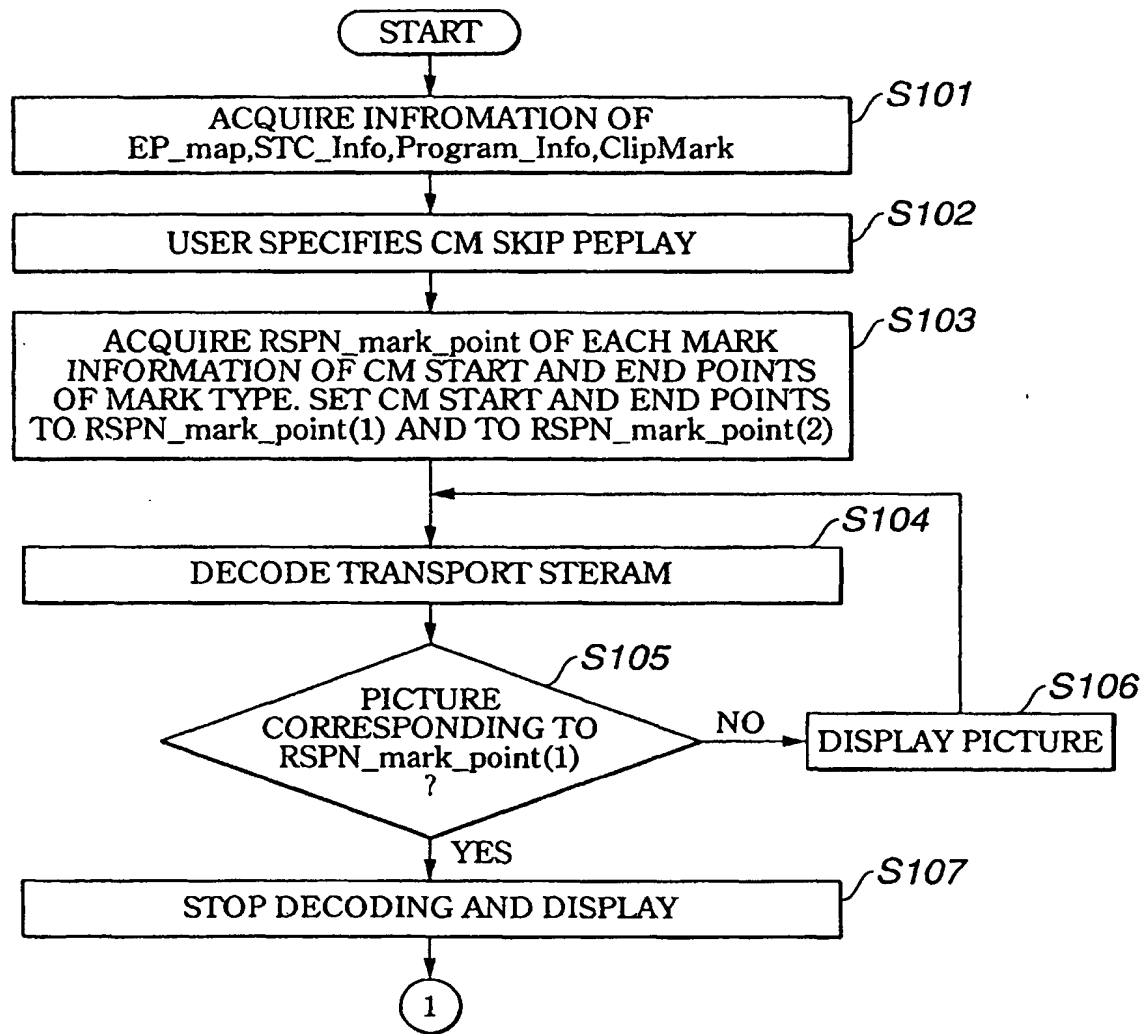 START
S101
ACQUIRE INFROMATION OF
EP_map,STC_Info,Program_Info,ClipMark
S102
USER SPECIFIES CM SKIP PEPLAY
S103
ACQUIRE RSPN_mark_point OF EACH MARK
INFORMATION OF CM START AND END POINTS
OF MARK TYPE. SET CM START AND END POINTS
TO RSPN_mark_point(1) AND TO RSPN_mark_point(2)
S104
DECODE TRANSPORT STERAM
S105
PICTURE
CORRESPONDING TO
RSPN_mark_point(1)
?
NO
S106
DISPLAY PICTURE
YES
S107
STOP DECODING AND DISPLAY
1